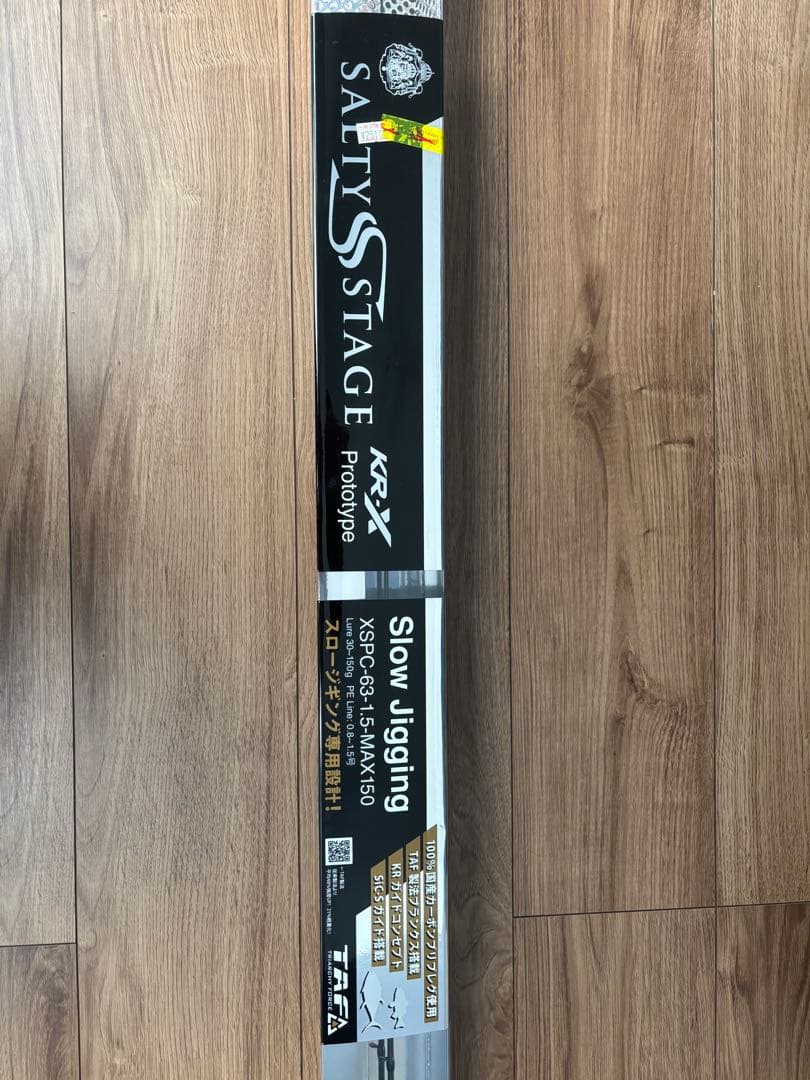 SALTY STAGE
KR-X
Prototype
Slow Jigging
XSPC-63-1.5-MAX150
Lure 30-150g PE Line: 0.8-1.5号
スロージギング専用設計!
100%国産カーボンプリプレグ使用
TAF製法ブランクス搭載
KRガイドコンセプト
SiC-Sガイド搭載
TAFA
TRIARCHY FORCE